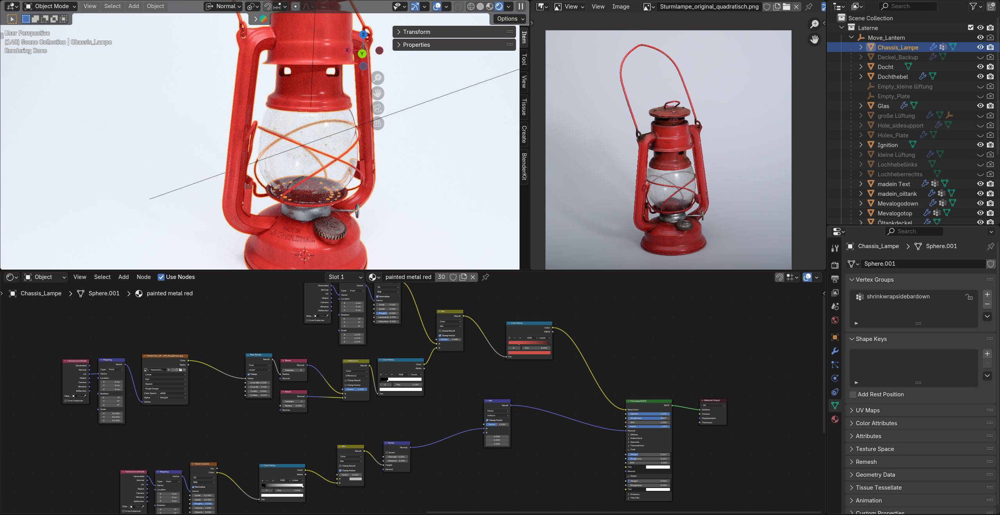 Object Mode
View
Select
Add
Object
Normal
Options
User Perspective
(148) Scene Collection | Chassis_Lampe
Rendering Done
Transform
Properties
Z
X
Y
Item
Tool
View
Tissue
Create
BlenderKit
MADE IN
View
View
Image
Sturmlampe_original_quadratisch.png
Search
Scene Collection
Laterne
Move_Lantern
Chassis_Lampe
Deckel_Backup
Docht
Dochthebel
Empty_kleine lüftung
Empty_Plate
Glas
große Lüftung
Hole_sidesupport
Holes_Plate
Ignition
kleine Lüftung
Lochhebellinks
Lochheberrechts
madein Text
madein_oiltank
Mevalogodown
Mevalogotop
Öltankdeckel
Search
Chassis_Lampe
Sphere.001
Sphere.001
Vertex Groups
shrinkwrapsidebardown
Shape Keys
Add Rest Position
UV Maps
Color Attributes
Attributes
Texture Space
Remesh
Geometry Data
Tissue Tessellate
Animation
Custom Properties
Object
View
Select
Add
Node
Use Nodes
Slot 1
painted metal red
30
Chassis_Lampe
Sphere.001
painted metal red
Generated
Normal
UV
Object
Camera
Window
Reflection
Obje...
From Instancer
Vector
Type: Point
Vector
Location
X 0 cm
Y 0 cm
Z 0 cm
Rotation
X 0°
Y 0°
Z 0°
Scale
X 2.270
Y 2.270
Z 2.270
3D
fBM
Normalize
Vector
Scale 9.510
Detail 2.000
Roughn... 0.500
Lacunarity 2.000
Distortion 0.000
Mix
Result
Color
Mix
Clamp Result
Clamp Factor
Factor 0.480
A
B
Color Ramp
Color
Alpha
RGB
Linear
0
Pos 0.253
Fac
Texture Coordinate
Generated
Normal
UV
Object
Camera
Window
Reflection
Obje...
From Instancer
Mapping
Vector
Type: Point
Vector
Location
X 0 cm
Y 0 cm
Z 0 cm
Rotation
X 0°
Y 0°
Z 0°
Scale
X 34.500
Y 34.500
Z 34.500
Plastic001_2K-JPG_Roughness.jpg
Color
Alpha
Plastic001_...
5
Linear
Flat
Repeat
Single Image
Color Space sRGB
Alpha Straight
Vector
Map Range
Result
Float
Linear
Clamp
Value
From Min 0.000
From M... 7.990
To Min 0.001
To Max 0.017
Bevel
Normal
Samples 8
Radius
Normal
Bevel
Normal
Samples 2
Radius 0.000
Normal
Difference
Result
Color
Difference
Clamp Result
Clamp Factor
Factor 1.000
A
B
Color Ramp
Color
Alpha
RGB
Const...
1
Pos 0.189
Fac
Mix
Result
Vector
Uniform
Clamp Factor
Factor 0.500
A
B
0.000
0.000
0.000
Principled BSDF
BSDF
Base Color
Metallic 1.000
Roughness 0.837
IOR 1.500
Alpha 1.000
Normal
Diffuse
Subsurface
Specular
Transmission
Coat
Weight 0.267
Roughness 0.214
IOR 1.500
Tint
Normal
Sheen
Weight 0.063
Roughness 0.000
Tint
Emission
Thin Film
Material Output
All
Surface
Volume
Displacement
Thickness
Texture Coordinate
Generated
Normal
UV
Object
Camera
Window
Reflection
Obje...
From Instancer
Mapping
Vector
Type: Point
Vector
Location
X 0 cm
Y 0 cm
Z 0 cm
Rotation
X 0°
Noise Texture
Fac
Color
3D
fBM
Normalize
Vector
Scale 12.900
Detail 13.300
Roughn... 0.926
Lacuna... 2.000
Distorti... 0.000
Color Ramp
Color
Alpha
RGB
Linear
1
Pos 1.000
Fac
Mix
Result
Color
Mix
Clamp Result
Clamp Factor
Factor 0.010
A
B
Bump
Normal
Invert
Strength 0.002
Distance 1.000
Height
Normal